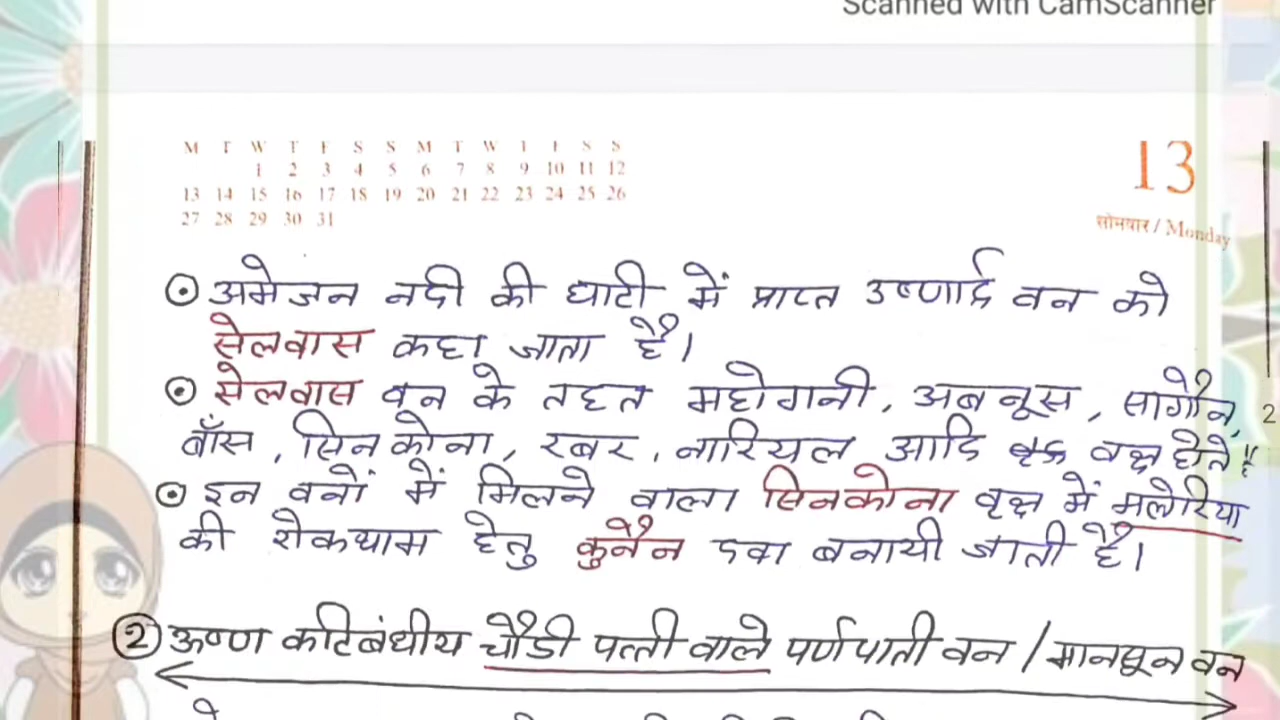 Scanned with CamScanner
M T W T F S S M T W T F S S
1 2 3 4 5 6 7 8 9 10 11 12
13 14 15 16 17 18 19 20 21 22 23 24 25 26
27 28 29 30 31
13
सोमवार / Monday
अमेजन नदी की घाटी में प्राप्त उष्णार्द्र वन को
सेलवास कहा जाता है।
सेलवास वन के तहत महोगनी, अबनूस, सागौन,
2
बाँस, सिनकोना, रबर, नारियल आदि वृक्ष होते हैं
इन वनों में मिलने वाला सिनकोना वृक्ष में मलेरिया
की रोकथाम हेतु कुनैन दवा बनायी जाती है।
② ऊष्ण कटिबंधीय चौडी पत्ती वाले पर्णपाती वन / मानसून वन